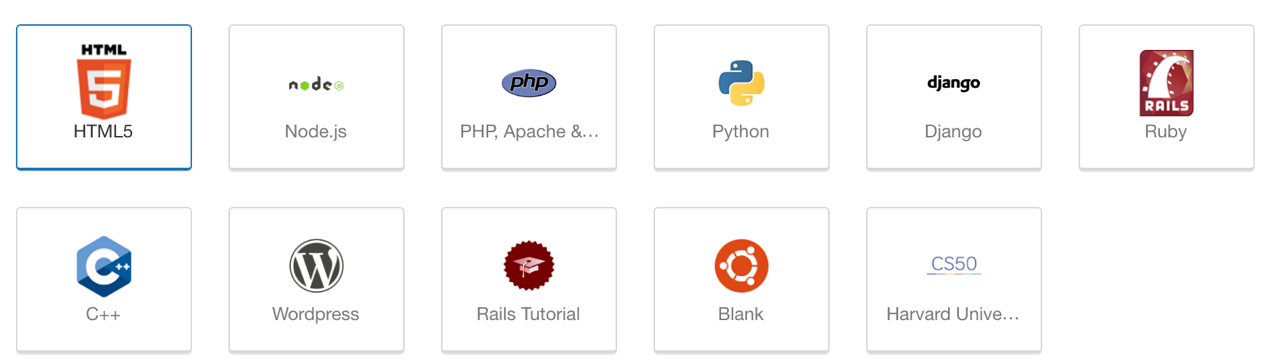 HTML
5
HTML5
node JS
Node.js
php
PHP, Apache &...
Python
django
Django
RAILS
Ruby
C++
C++
W
Wordpress
Rails Tutorial
Blank
CS50
Harvard Unive...